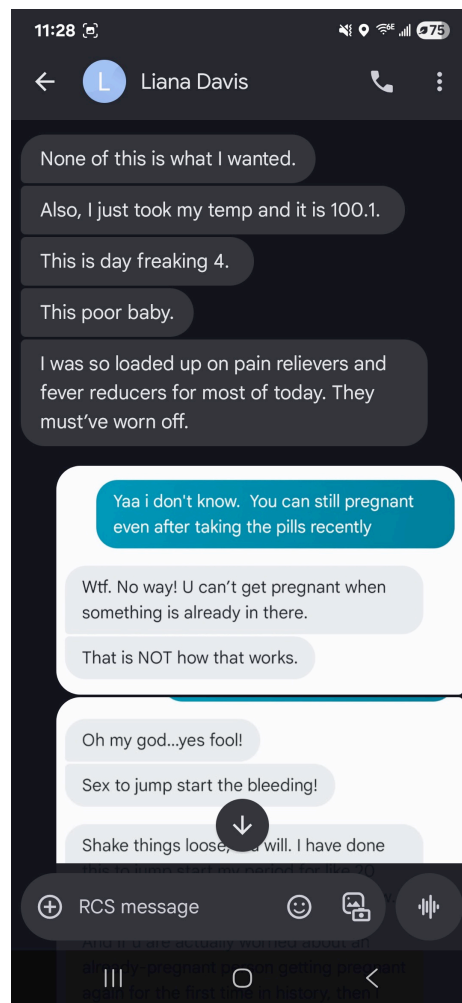 11:28
75
L Liana Davis
None of this is what I wanted.
Also, I just took my temp and it is 100.1.
This is day freaking 4.
This poor baby.
I was so loaded up on pain relievers and
fever reducers for most of today. They
must've worn off.
Yaa i don't know. You can still pregnant
even after taking the pills recently
Wtf. No way! U can't get pregnant when
something is already in there.
That is NOT how that works.
Oh my god...yes fool!
Sex to jump start the bleeding!
Shake things loose, will. I have done
this to jump start my period for like 20
RCS message
And if u are actually worried about an
already-pregnant person getting pregnant
again for the first time in history, then